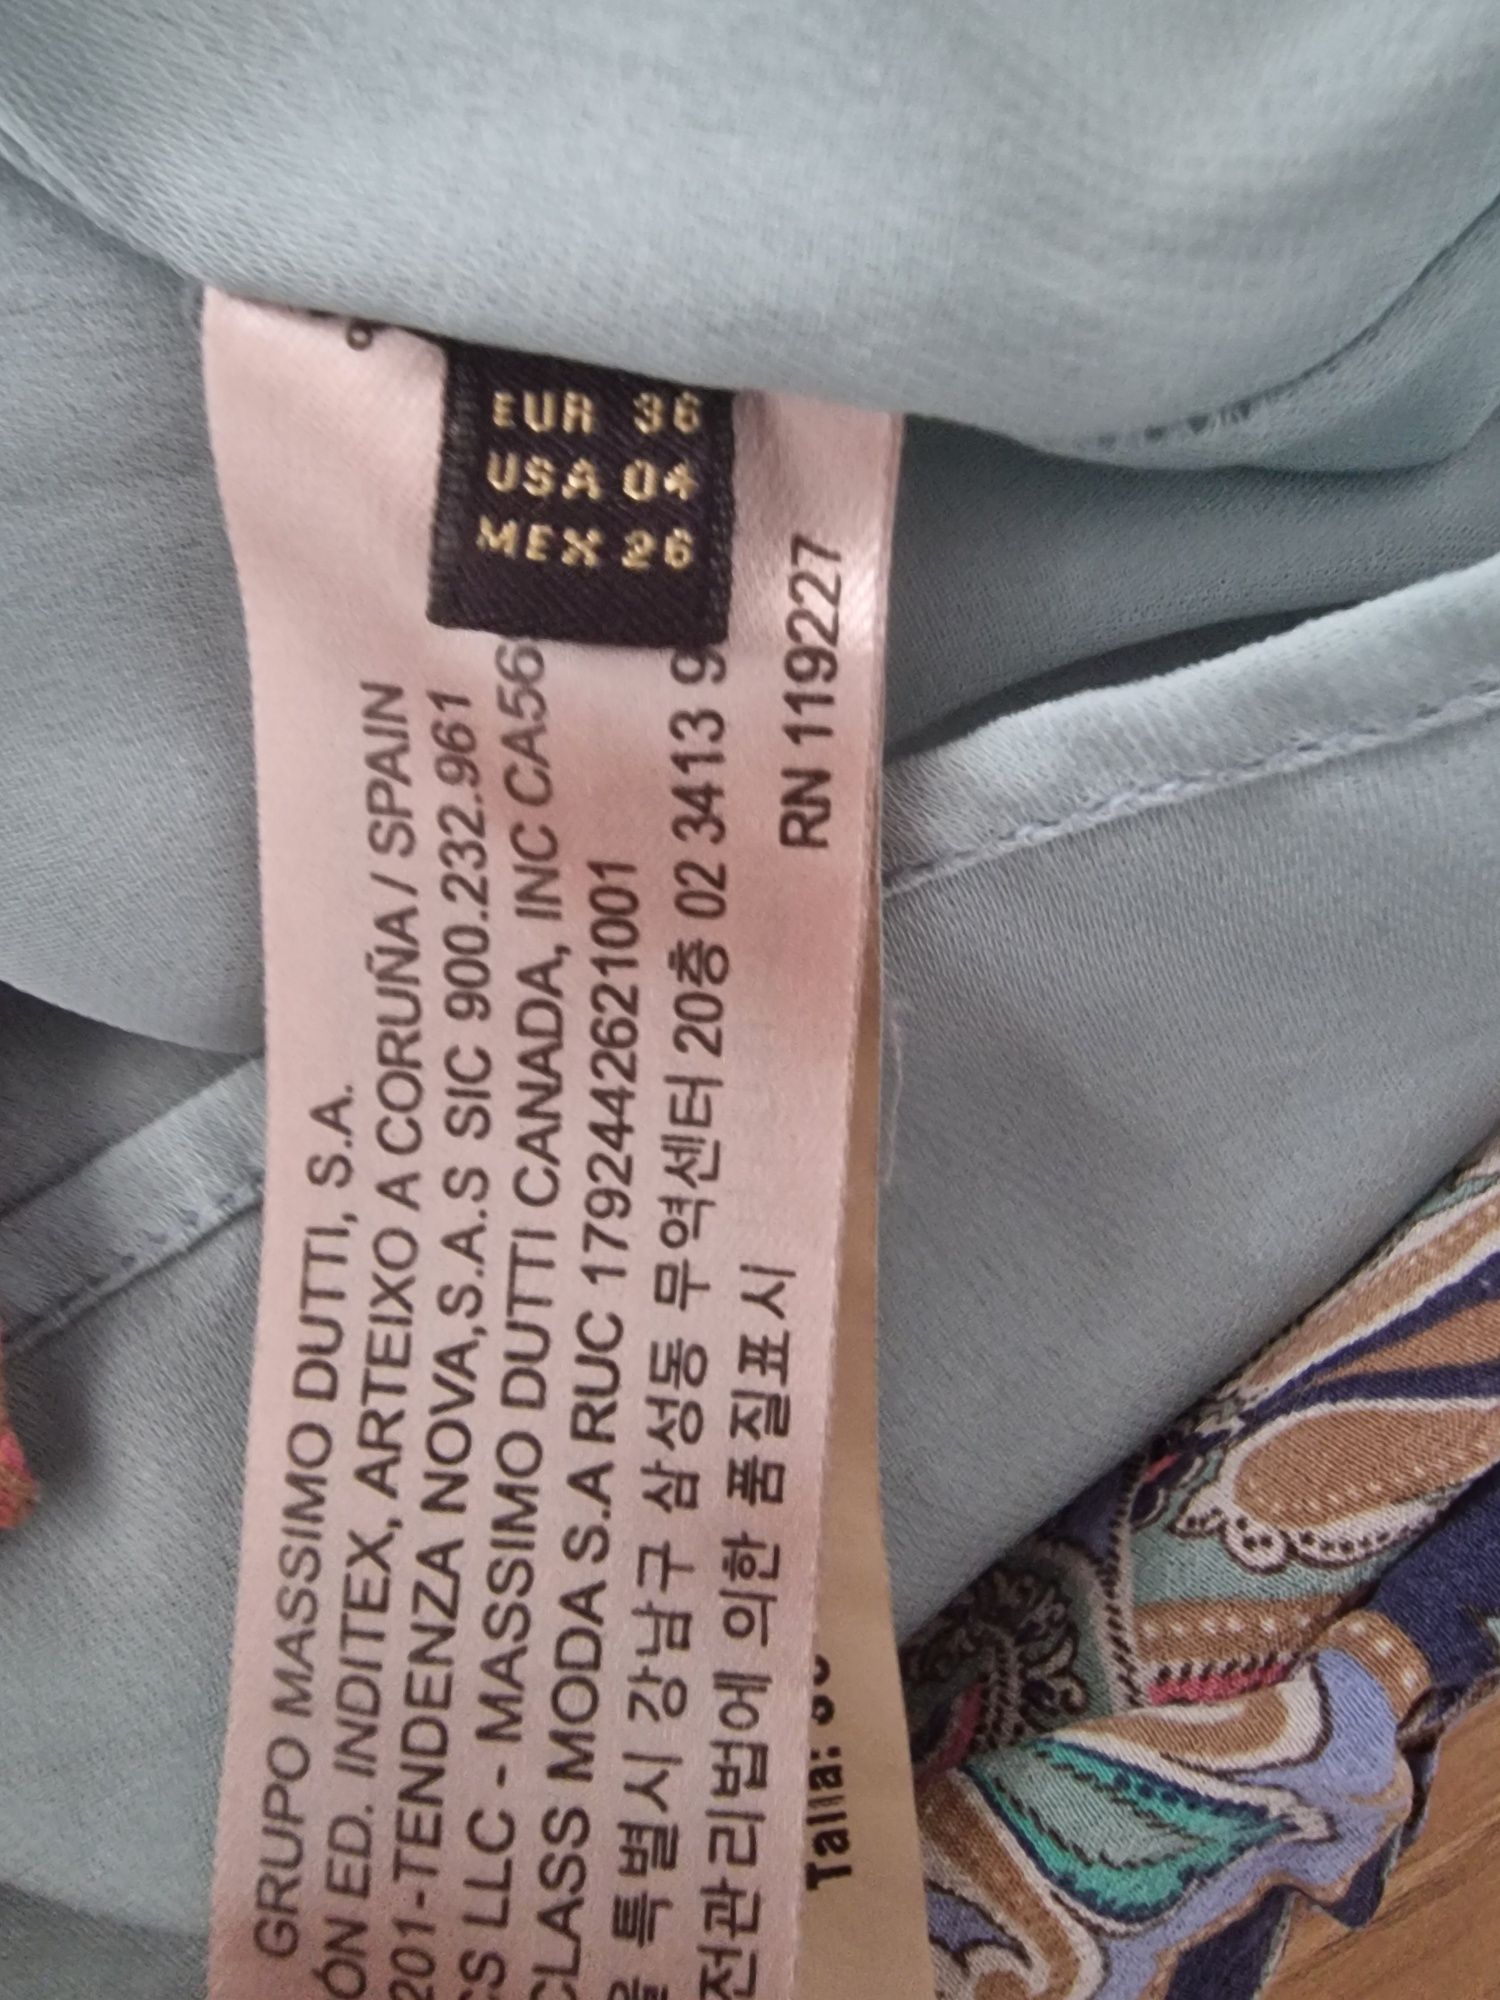 EUR 36
USA 04
MEX 26
GRUPO MASSIMO DUTTI, S.A.
ÓN ED. INDITEX, ARTEIXO A CORUÑA / SPAIN
201-TENDENZA NOVA,S.A.S SIC 900.232.961
LLC - MASSIMO DUTTI CANADA, INC CA56
CLASS MODA S.A RUC 1792442621001
특별시 강남구 삼성동 무역센터 20층 02 3413 9
전관리법에 의한 품질표시
RN 119227
Talla: